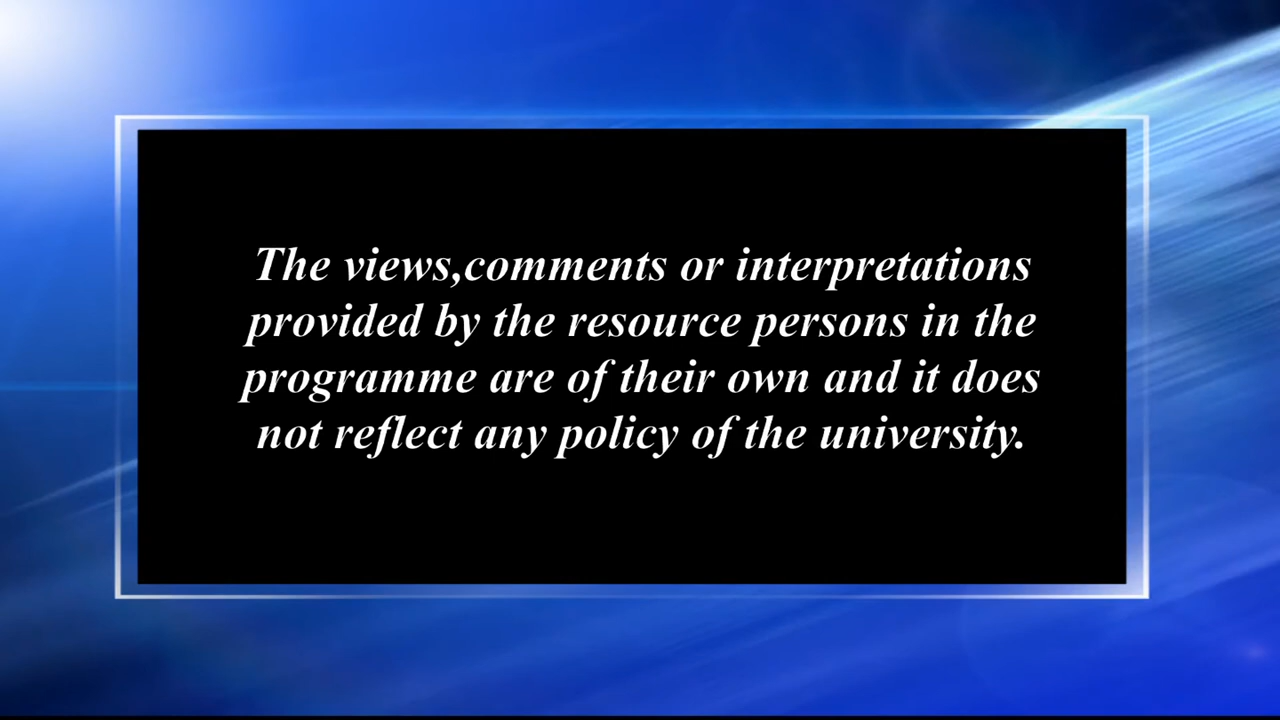 The views,comments or interpretations
provided by the resource persons in the
programme are of their own and it does
not reflect any policy of the university.